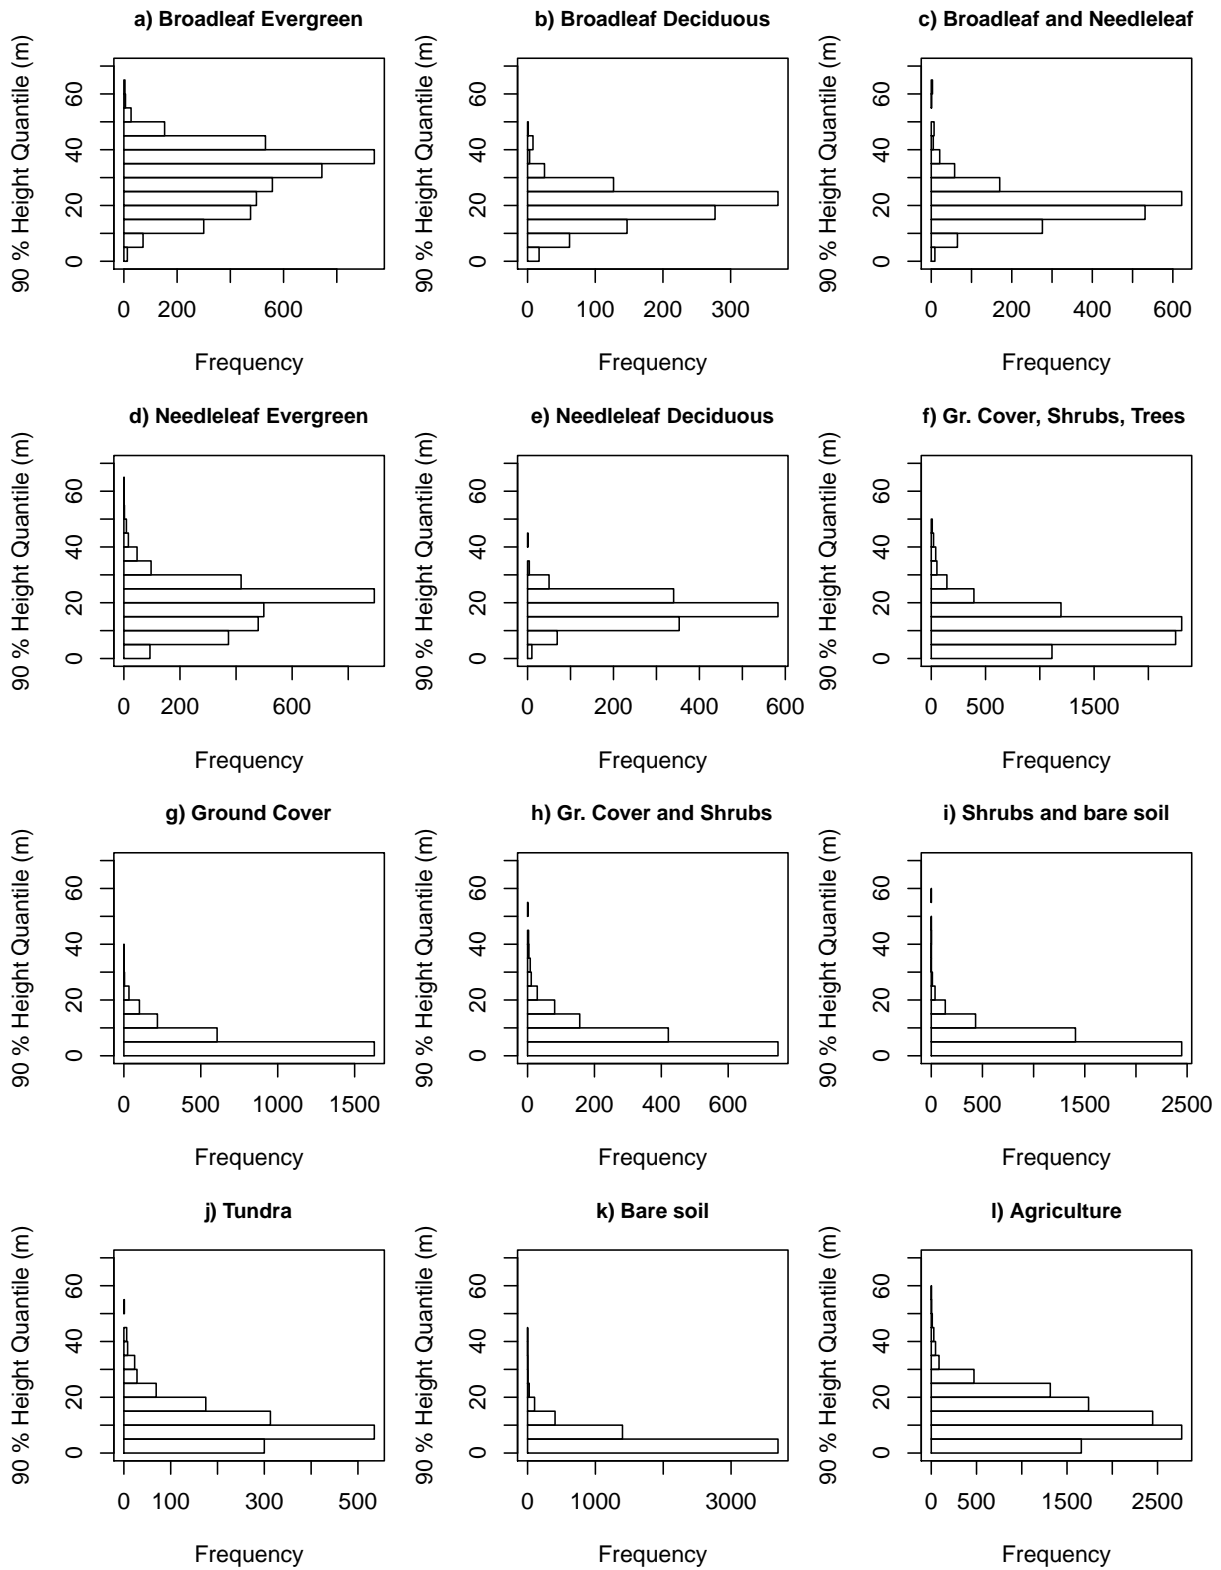 a) Broadleaf Evergreen
90 % Height Quantile (m)
0 20 40 60
0 200 600
Frequency
b) Broadleaf Deciduous
90 % Height Quantile (m)
0 20 40 60
0 100 200 300
Frequency
c) Broadleaf and Needleleaf
90 % Height Quantile (m)
0 20 40 60
0 200 400 600
Frequency
d) Needleleaf Evergreen
90 % Height Quantile (m)
0 20 40 60
0 200 600
Frequency
e) Needleleaf Deciduous
90 % Height Quantile (m)
0 20 40 60
0 200 400 600
Frequency
f) Gr. Cover, Shrubs, Trees
90 % Height Quantile (m)
0 20 40 60
0 500 1500
Frequency
g) Ground Cover
90 % Height Quantile (m)
0 20 40 60
0 500 1000 1500
Frequency
h) Gr. Cover and Shrubs
90 % Height Quantile (m)
0 20 40 60
0 200 400 600
Frequency
i) Shrubs and bare soil
90 % Height Quantile (m)
0 20 40 60
0 500 1500 2500
Frequency
j) Tundra
90 % Height Quantile (m)
0 20 40 60
0 100 300 500
Frequency
k) Bare soil
90 % Height Quantile (m)
0 20 40 60
0 1000 3000
Frequency
l) Agriculture
90 % Height Quantile (m)
0 20 40 60
0 500 1500 2500
Frequency